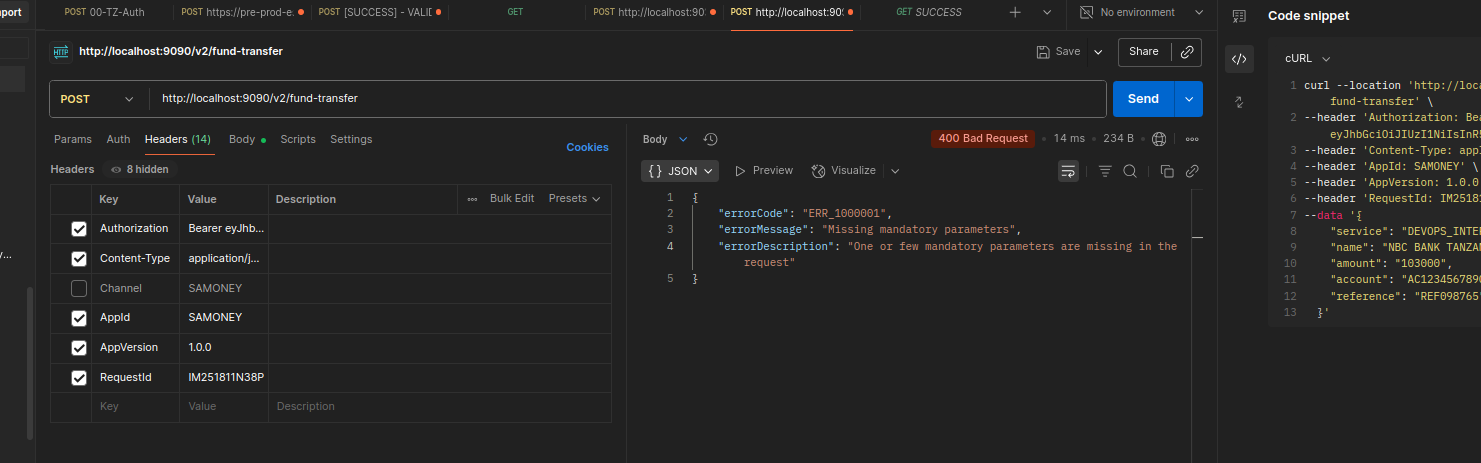 port
POST 00-TZ-Auth
POST https://pre-prod-e.
POST [SUCCESS] - VALID
GET
POST http://localhost:90
POST http://localhost:909
GET SUCCESS
No environment
Code snippet
HTTP http://localhost:9090/v2/fund-transfer
Save
Share
POST
http://localhost:9090/v2/fund-transfer
Send
Params
Auth
Headers (14)
Body
Scripts
Settings
Cookies
Headers
8 hidden
Key Value Description ••• Bulk Edit Presets
Authorization Bearer eyJhb...
Content-Type application/j...
Channel SAMONEY
AppId SAMONEY
AppVersion 1.0.0
RequestId IM251811N38P
Key Value Description
Body
400 Bad Request • 14 ms • 234 B
{} JSON
Preview
Visualize
1 {
2 "errorCode": "ERR_1000001",
3 "errorMessage": "Missing mandatory parameters",
4 "errorDescription": "One or few mandatory parameters are missing in the
request"
5 }
</>
cURL
1 curl --location 'http://loca
fund-transfer' \
2 --header 'Authorization: Bea
3 --header 'Content-Type: appl
4 --header 'AppId: SAMONEY' \
5 --header 'AppVersion: 1.0.0
6 --header 'RequestId: IM2518
7 --data '{
8 "service": "DEVOPS_INTE
9 "name": "NBC BANK TANZAN
10 "amount": "103000",
11 "account": "AC1234567890
12 "reference": "REF098765
13 }'
y...